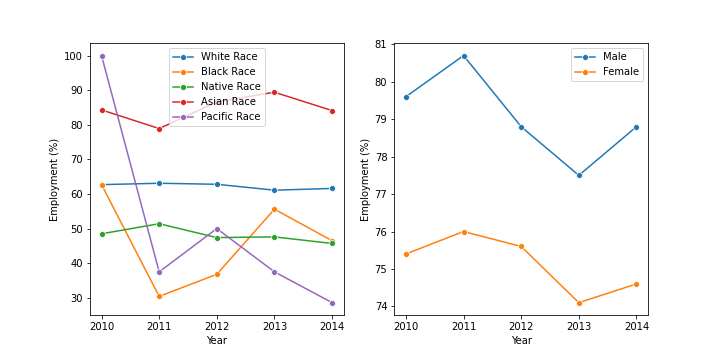 White Race
Black Race
Native Race
Asian Race
Pacific Race
100
90
80
70
60
50
40
30
Employment (%)
2010 2011 2012 2013 2014
Year
Male
Female
81
80
79
78
77
76
75
74
Employment (%)
2010 2011 2012 2013 2014
Year